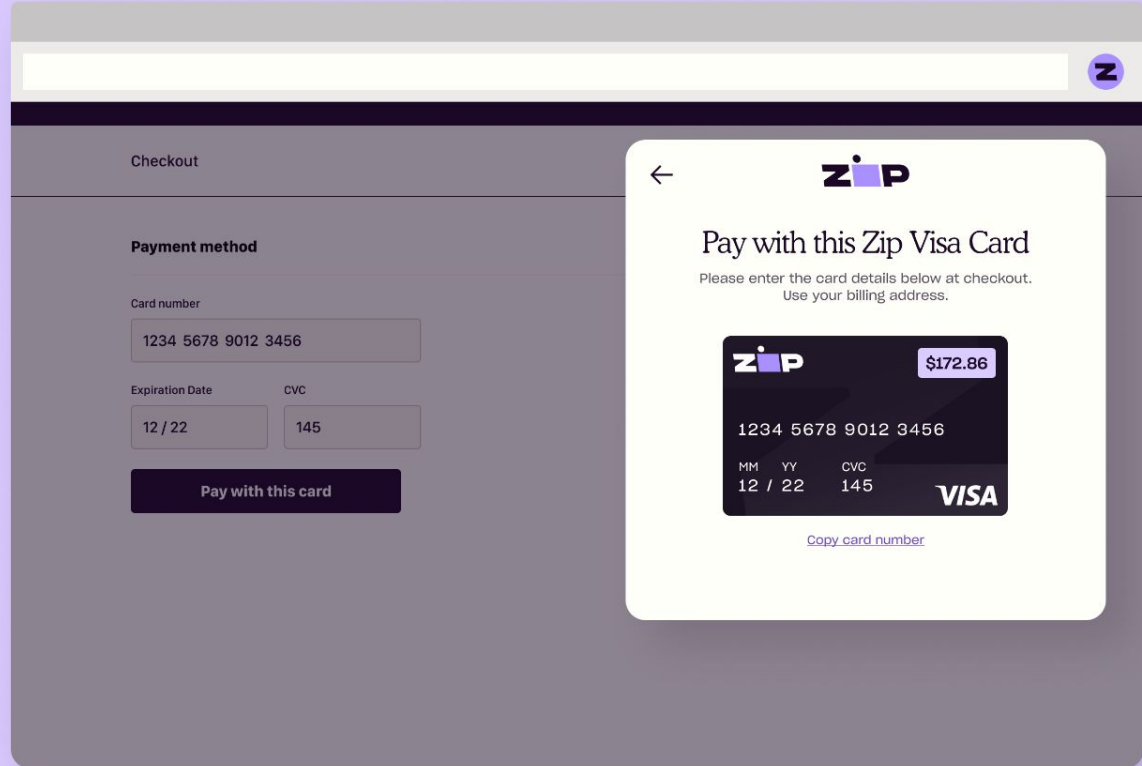 Z
Checkout
Payment method
Card number
1234 5678 9012 3456
Expiration Date
CVC
12 / 22
145
Pay with this card
ZIP
Pay with this Zip Visa Card
Please enter the card details below at checkout.
Use your billing address.
ZIP
$172.86
1234 5678 9012 3456
MM YY CVC
12 / 22 145
VISA
Copy card number